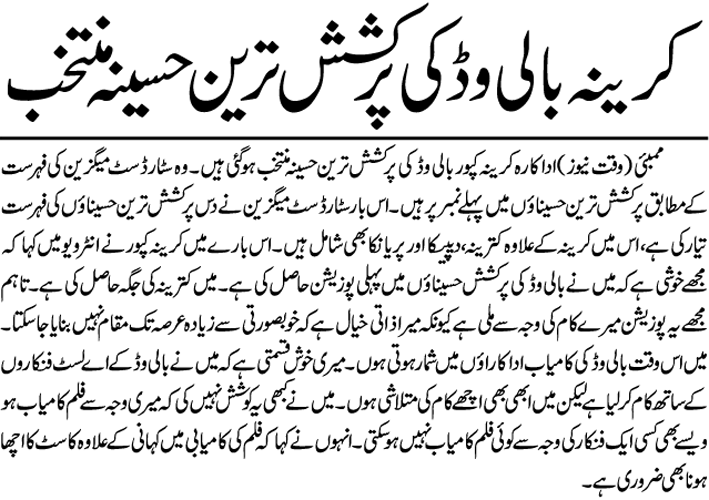 کرینہ بالی وڈ کی پرکشش ترین حسینہ منتخب
ممبئی (وقت نیوز) اداکارہ کرینہ کپور بالی وڈ کی پرکشش ترین حسینہ منتخب ہوگئی ہیں۔ وہ سٹارڈسٹ میگزین کی فہرست
کے مطابق پرکشش ترین حسیناؤں میں پہلے نمبر پر ہیں۔ اس بار سٹارڈسٹ میگزین نے دس پرکشش ترین حسیناؤں کی فہرست
تیار کی ہے، اس میں کرینہ کے علاوہ کترینہ، دیپیکا اور پریانکا بھی شامل ہیں۔ اس بارے میں کرینہ کپور نے انٹرویو میں کہا کہ
مجھے خوشی ہے کہ میں نے بالی وڈ کی پرکشش حسیناؤں میں پہلی پوزیشن حاصل کی ہے۔ میں کترینہ کی جگہ حاصل کی ہے۔ تاہم
مجھے یہ پوزیشن میرے کام کی وجہ سے ملی ہے کیونکہ میرا ذاتی خیال ہے کہ خوبصورتی سے زیادہ عرصہ تک مقام نہیں بنایا جاسکتا۔
میں اس وقت بالی وڈ کی کامیاب اداکاراؤں میں شمار ہوتی ہوں۔ میری خوش قسمتی ہے کہ میں نے بالی وڈ کے اے لسٹ فنکاروں
کے ساتھ کام کرلیا ہے لیکن میں ابھی بھی اچھے کام کی متلاشی ہوں۔ میں نے کبھی یہ کوشش نہیں کی کہ میری وجہ سے فلم کامیاب ہو
ویسے بھی کسی ایک فنکار کی وجہ سے کوئی فلم کامیاب نہیں ہوسکتی۔ انہوں نے کہا کہ فلم کی کامیابی میں کہانی کے علاوہ کاسٹ کا اچھا
ہونا بھی ضروری ہے۔